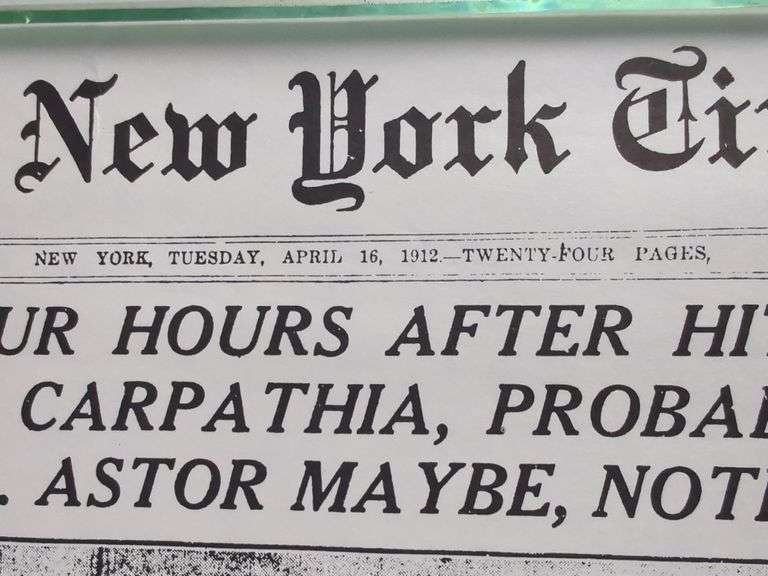 New York Ti
NEW YORK, TUESDAY, APRIL 16, 1912.—TWENTY-FOUR PAGES,
UR HOURS AFTER HI
CARPATHIA, PROBA
. ASTOR MAYBE, NOT